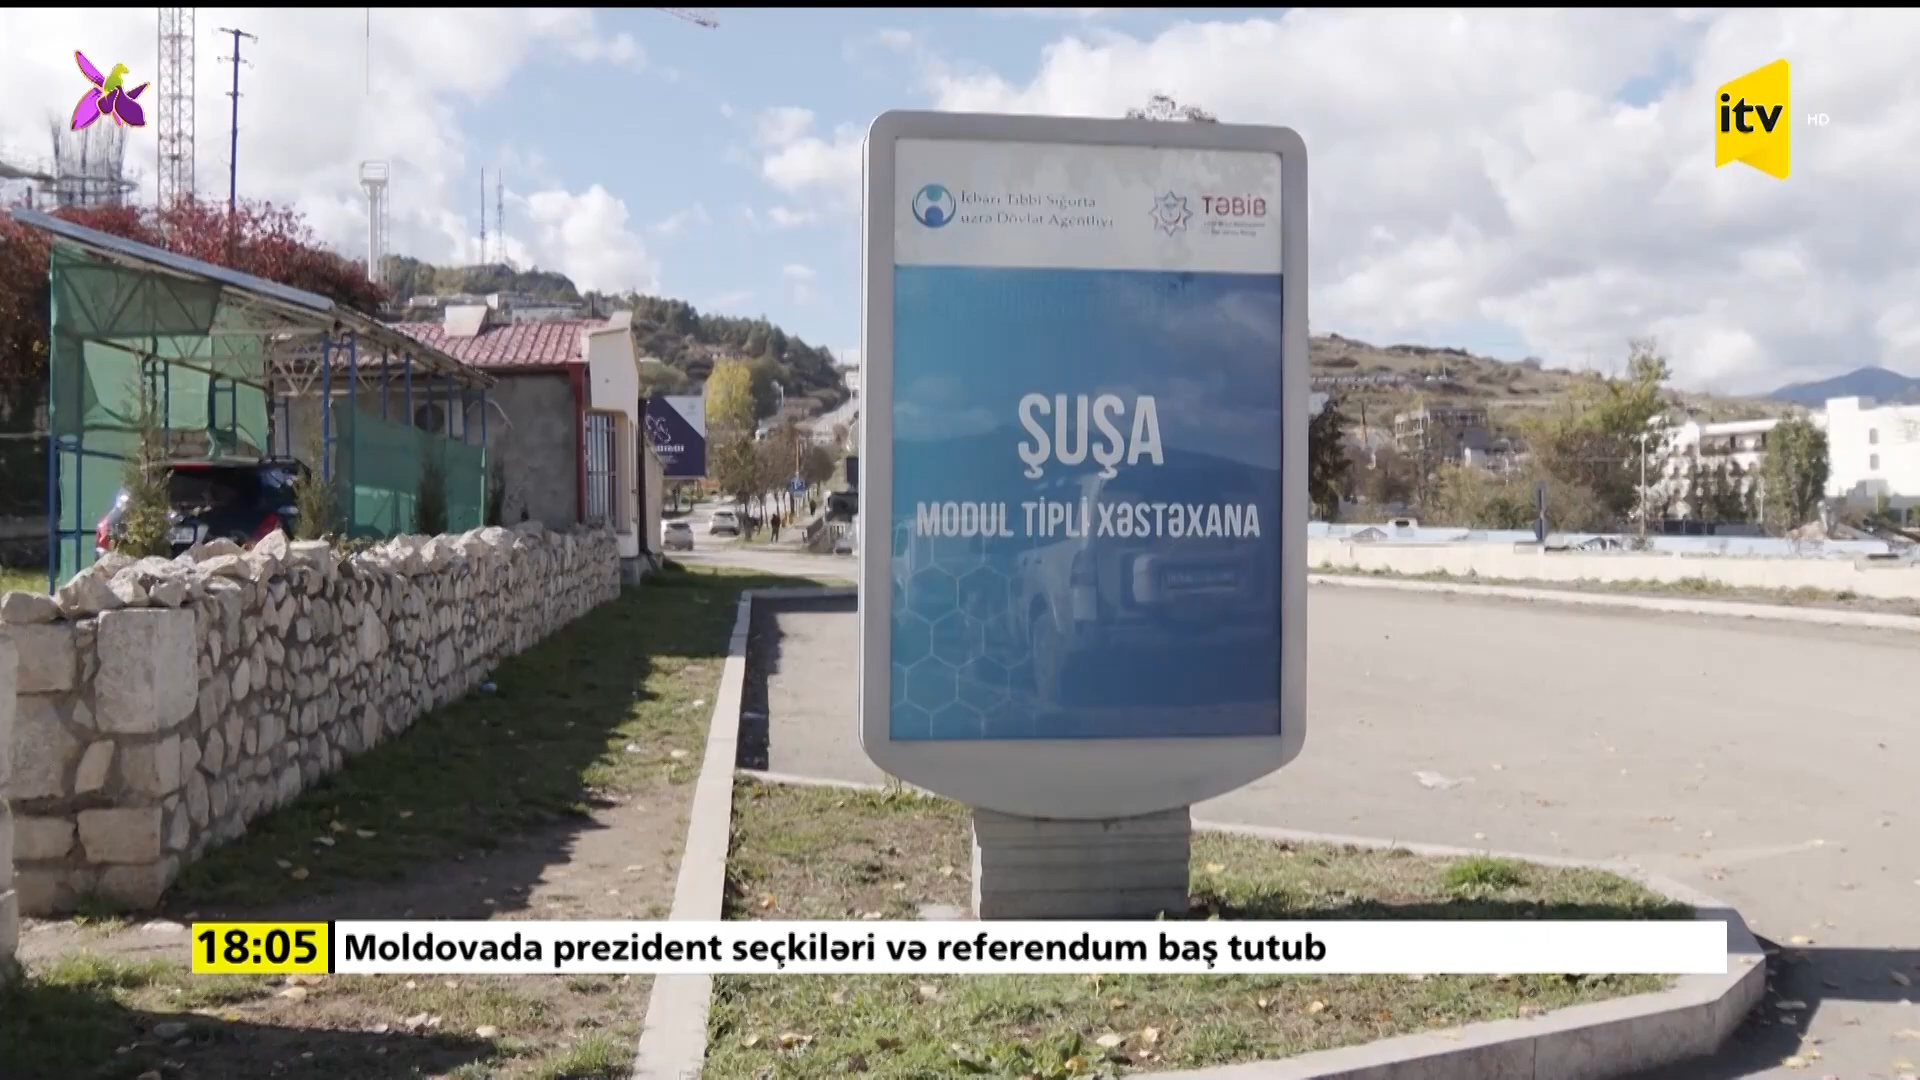 itv HD
İcbari Tibbi Sığorta
üzrə Dövlət Agentliyi
TƏBİB
ŞUŞA
MODUL TİPLİ XƏSTƏXANA
18:05 Moldovada prezident seçkiləri və referendum baş tutub